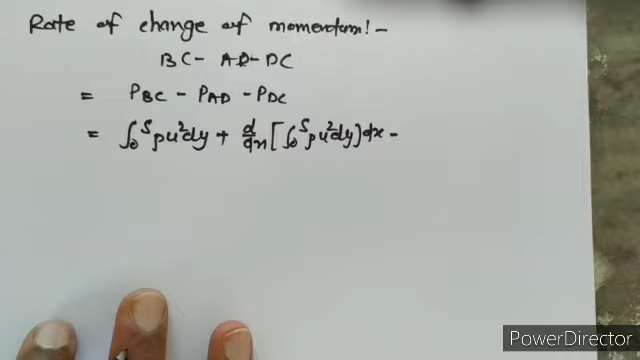 Rate of change of momentum! -
BC - AD - DC
= P_BC - P_AD - P_DC
= ∫₀^δ ρu²dy + d/dx [∫₀^δ ρu²dy] dx -
PowerDirector